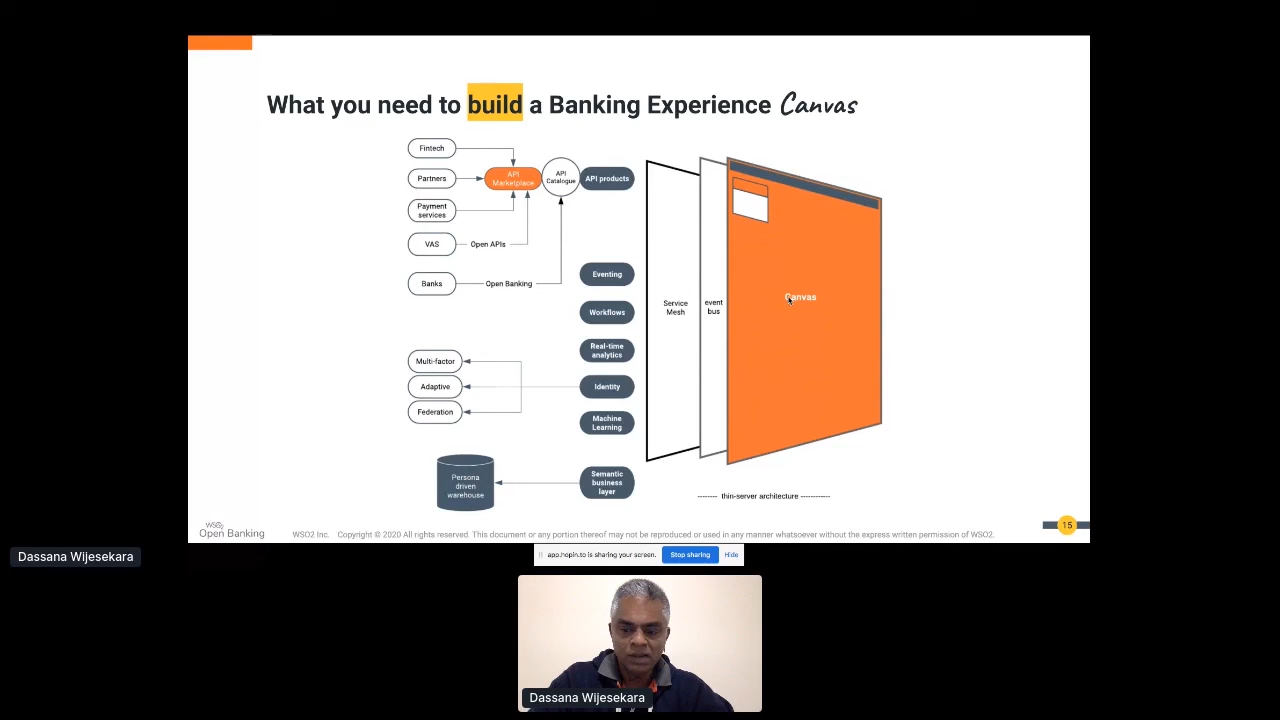 What you need to build a Banking Experience Canvas
Fintech
Partners
Payment
services
VAS
Banks
Open APIs
Open Banking
API
Marketplace
API
Catalogue
API products
Eventing
Workflows
Real-time
analytics
Identity
Machine
Learning
Semantic
business
layer
Multi-factor
Adaptive
Federation
Persona
driven
warehouse
Service
Mesh
event
bus
Canvas
-------- thin-server architecture ------------
WSO2
Open Banking
WSO2 Inc. Copyright © 2020 All rights reserved. This document or any portion thereof may not be reproduced or used in any manner whatsoever without the express written permission of WSO2.
15
Dassana Wijesekara
app.hopin.to is sharing your screen.
Stop sharing
Hide
Dassana Wijesekara